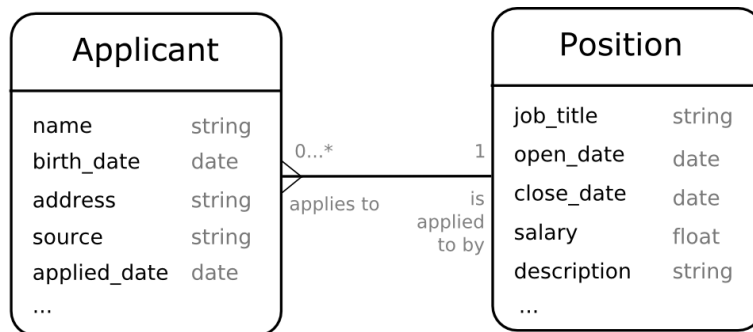 Applicant
name string
birth_date date
address string
source string
applied_date date
...
0...*
applies to
1
is
applied
to by
Position
job_title string
open_date date
close_date date
salary float
description string
...